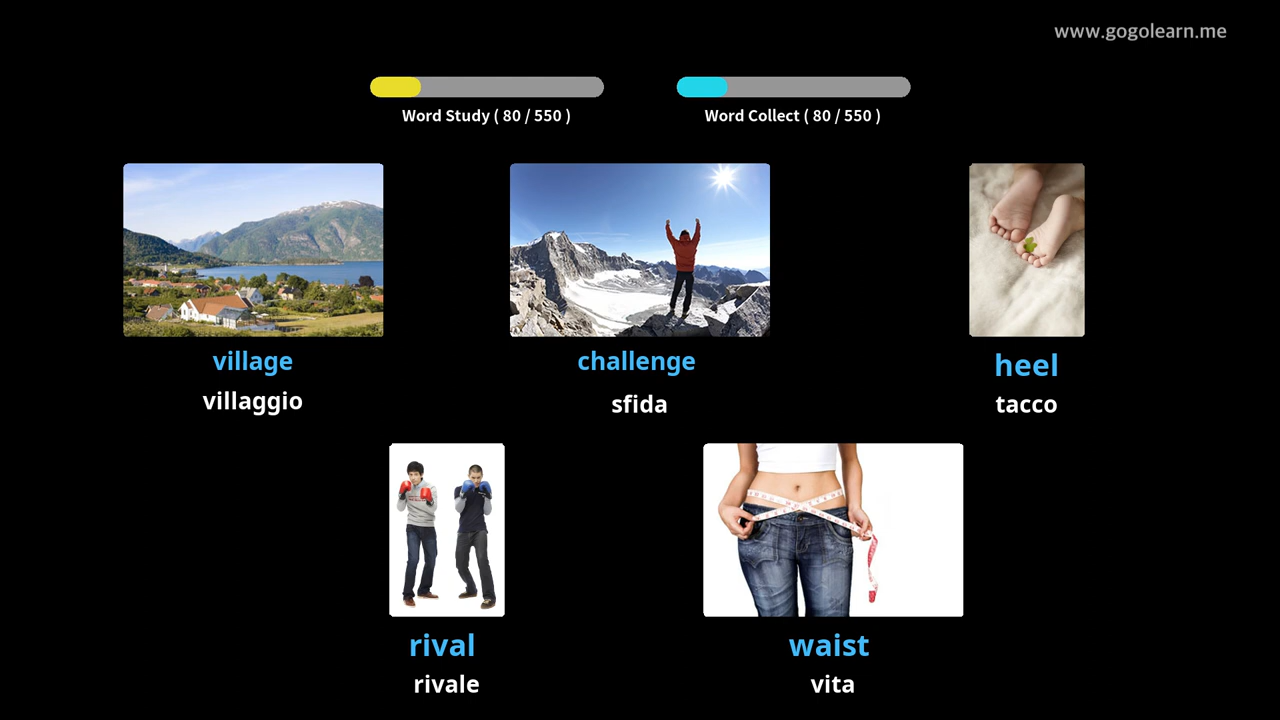 www.gogolearn.me
Word Study ( 80 / 550 )
Word Collect ( 80 / 550 )
village
villaggio
challenge
sfida
heel
tacco
rival
rivale
waist
vita